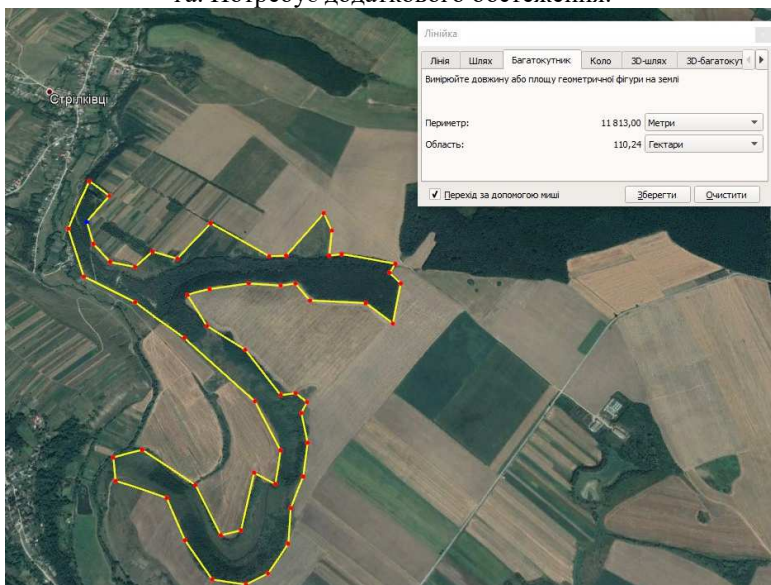 га. Потребує додаткового обстеження.
Лінійка
Лінія Шлях Багатокутник Коло 3D-шлях 3D-багатокут
Виміряйте довжину або площу геометричної фігури на землі
Периметр: 11 813,00 Метри
Область: 110,24 Гектари
Перехід за допомогою миші Зберегти Очистити
Стрілківці